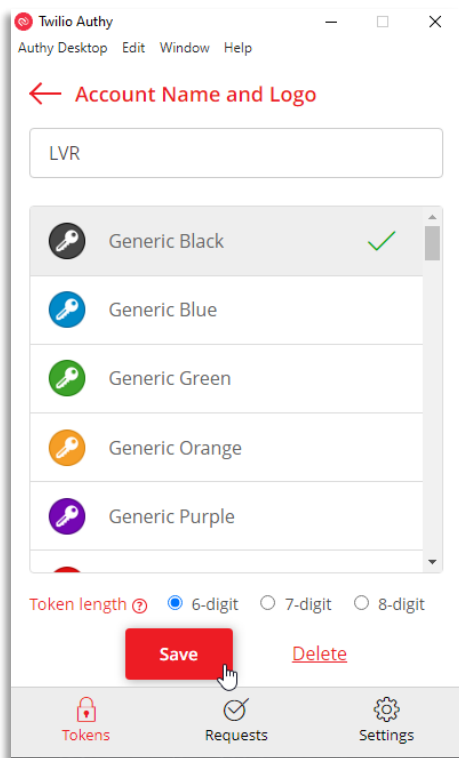 Twilio Authy
Authy Desktop Edit Window Help
Account Name and Logo
LVR
Generic Black
Generic Blue
Generic Green
Generic Orange
Generic Purple
Token length ? 6-digit 7-digit 8-digit
Save Delete
Tokens Requests Settings